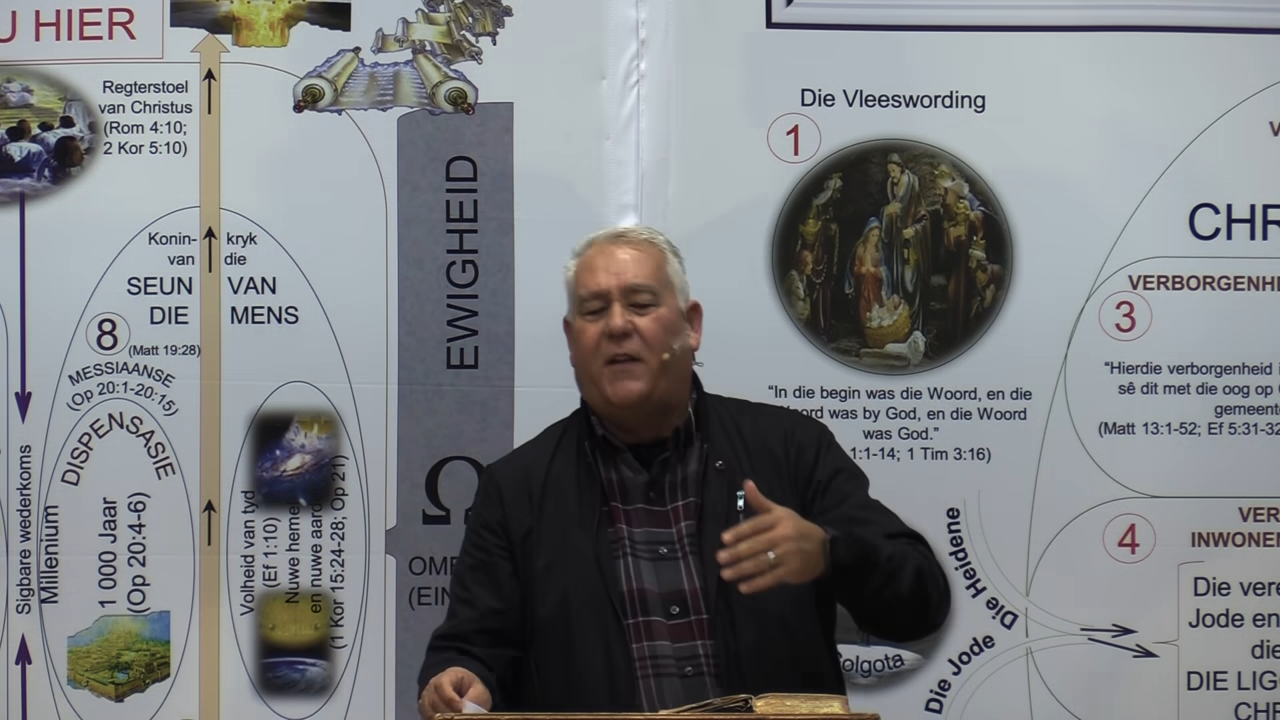 U HIER
Regterstoel
van Christus
(Rom 4:10;
2 Kor 5:10)
Konin- kryk
van die
SEUN VAN
DIE MENS
8
(Matt 19:28)
MESSIAANSE
(Op 20:1-20:15)
DISPENSASIE
1 000 Jaar
(Op 20:4-6)
Millenium
Sigbare wederkoms
Volheid van tyd
(Ef 1:10)
Nuwe heme
en nuwe aard
(1 Kor 15:24-28; Op 21)
EWIGHEID
Ω
OME
(EIN
Die Vleeswording
1
"In die begin was die Woord, en die
oord was by God, en die Woord
was God."
1:1-14; 1 Tim 3:16)
Die Heidene
Die Jode
olgota
CHR
VERBORGENHE
3
"Hierdie verborgenheid i
sê dit met die oog op
gemeent
(Matt 13:1-52; Ef 5:31-32
4
VER
INWONEN
Die vere
Jode en
die
DIE LIG
CHR